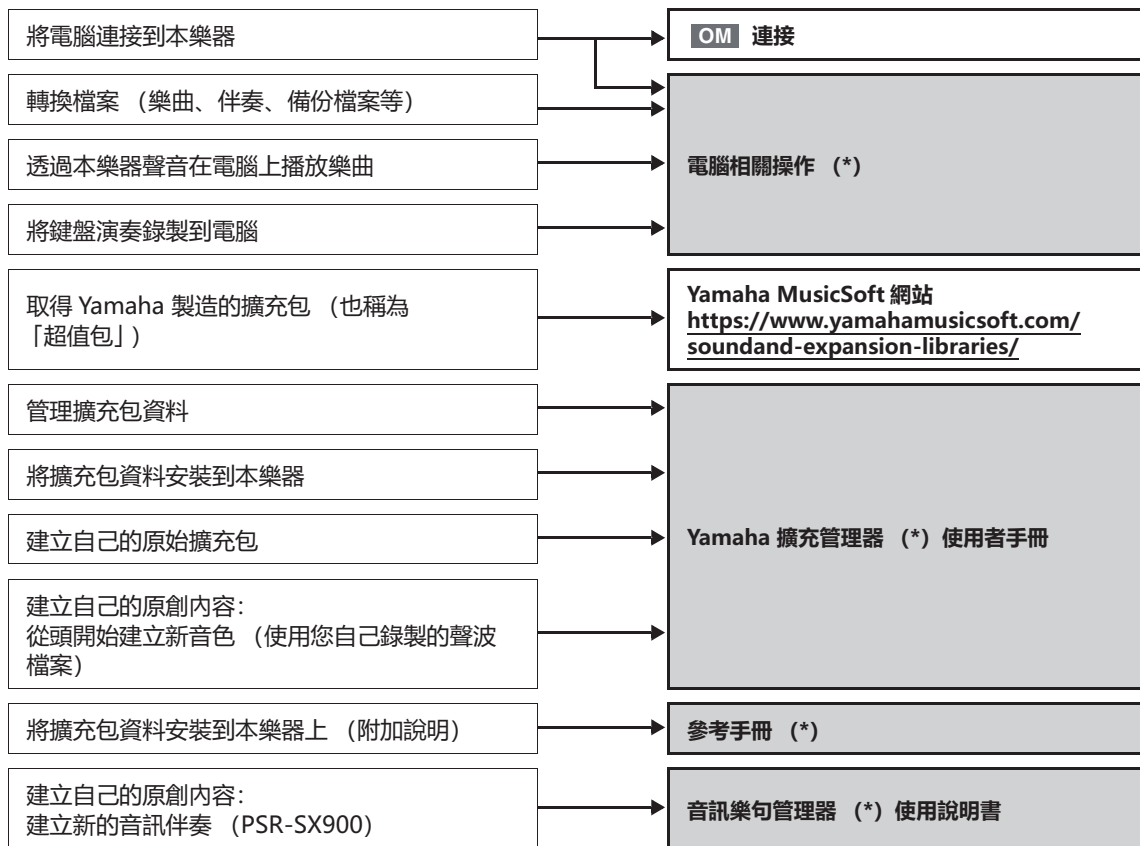 將電腦連接到本樂器
OM 連接
轉換檔案 （樂曲、伴奏、備份檔案等）
透過本樂器聲音在電腦上播放樂曲
電腦相關操作 （*）
將鍵盤演奏錄製到電腦
取得 Yamaha 製造的擴充包 （也稱為
「超值包」）
Yamaha MusicSoft 網站
https://www.yamahamusicsoft.com/
soundand-expansion-libraries/
管理擴充包資料
將擴充包資料安裝到本樂器
建立自己的原始擴充包
Yamaha 擴充管理器 （*）使用者手冊
建立自己的原創內容：
從頭開始建立新音色 （使用您自己錄製的聲波
檔案）
將擴充包資料安裝到本樂器上 （附加說明）
參考手冊 （*）
建立自己的原創內容：
建立新的音訊伴奏 （PSR-SX900）
音訊樂句管理器 （*）使用說明書